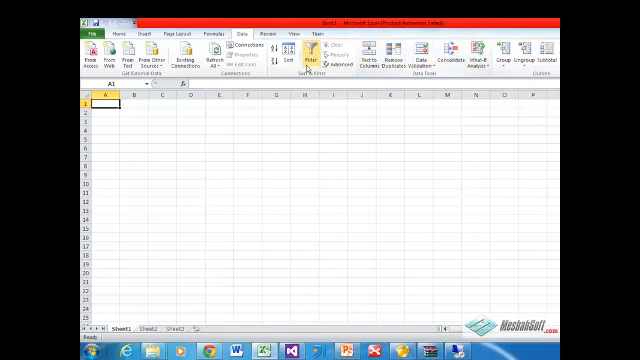 Book1 - Microsoft Excel (Product Activation Failed)
File Home Insert Page Layout Formulas Data Review View Team
From Access From Web From Text From Other Sources Existing Connections Refresh All Connections Properties Edit Links Sort Filter Clear Reapply Advanced Text to Columns Remove Duplicates Data Validation Consolidate What-If Analysis Group Ungroup Subtotal
Get External Data Connections Sort & Filter Data Tools Outline
A1 fx
A B C D E F G H I J K L M N O P
1
2
3
4
5
6
7
8
9
10
11
12
13
14
15
16
17
18
19
20
21
22
23
24
25
Sheet1 Sheet2 Sheet3
Ready
MesbahSoft.com